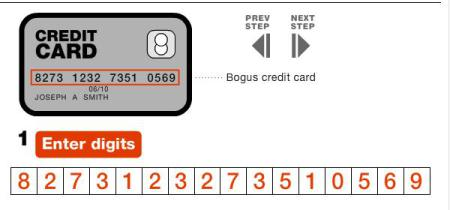 PREV STEP
NEXT STEP
CREDIT
CARD
8273 1232 7351 0569
06/10
JOSEPH A SMITH
Bogus credit card
1 Enter digits
8 2 7 3 1 2 3 2 7 3 5 1 0 5 6 9